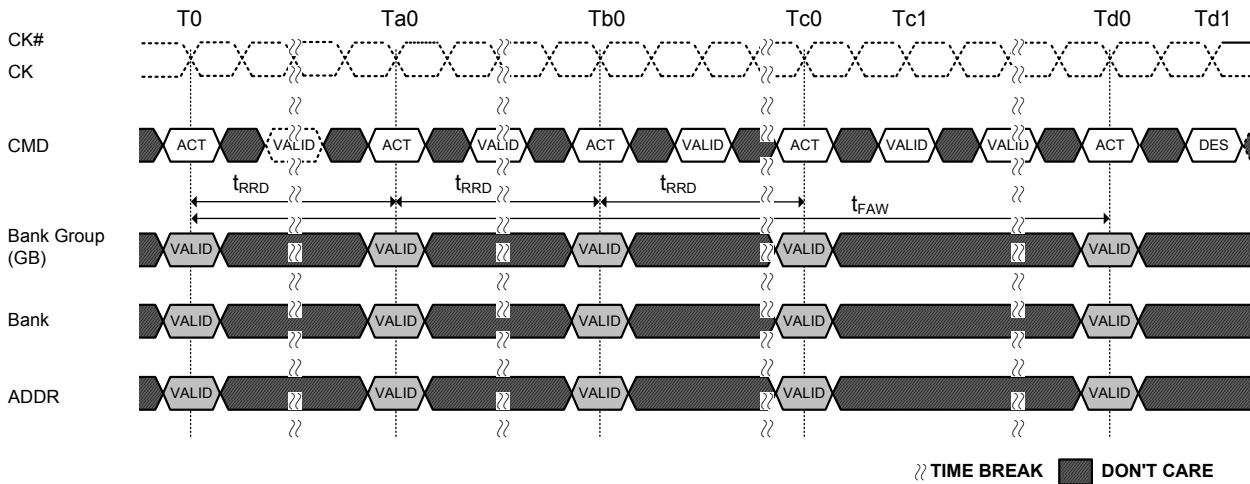 T0 Ta0 Tb0 Tc0 Tc1 Td0 Td1
CK#
CK
CMD ACT VALID ACT VALID ACT VALID ACT VALID VALID ACT DES
tRRD tRRD tRRD
tFAW
Bank Group
(GB) VALID VALID VALID VALID VALID
Bank VALID VALID VALID VALID VALID
ADDR VALID VALID VALID VALID VALID
TIME BREAK DON'T CARE